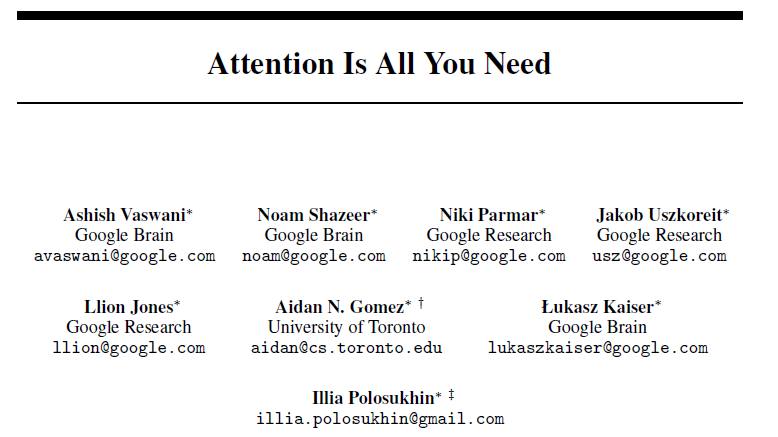 Attention Is All You Need
Ashish Vaswani* Noam Shazeer* Niki Parmar* Jakob Uszkoreit*
Google Brain Google Brain Google Research Google Research
avaswani@google.com noam@google.com nikip@google.com usz@google.com
Llion Jones* Aidan N. Gomez* † Łukasz Kaiser*
Google Research University of Toronto Google Brain
llion@google.com aidan@cs.toronto.edu lukaszkaiser@google.com
Illia Polosukhin* ‡
illia.polosukhin@gmail.com